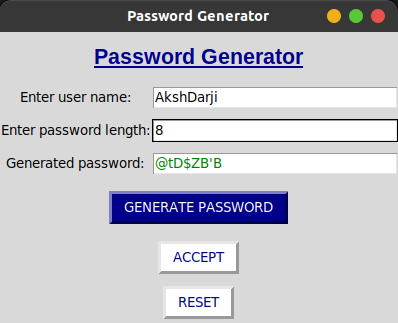 Password Generator
Password Generator
Enter user name: AkshDarji
Enter password length: 8
Generated password: @tD$ZB'B
GENERATE PASSWORD
ACCEPT
RESET